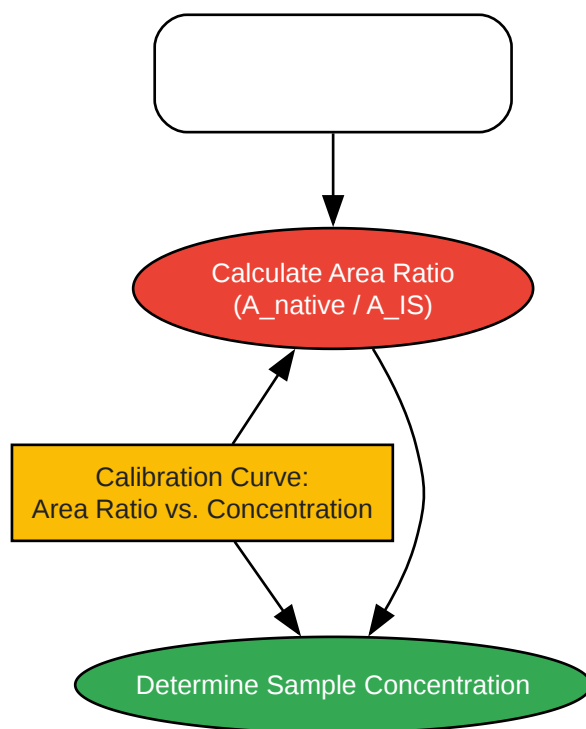 Calculate Area Ratio
(A_native / A_IS)
Calibration Curve:
Area Ratio vs. Concentration
Determine Sample Concentration